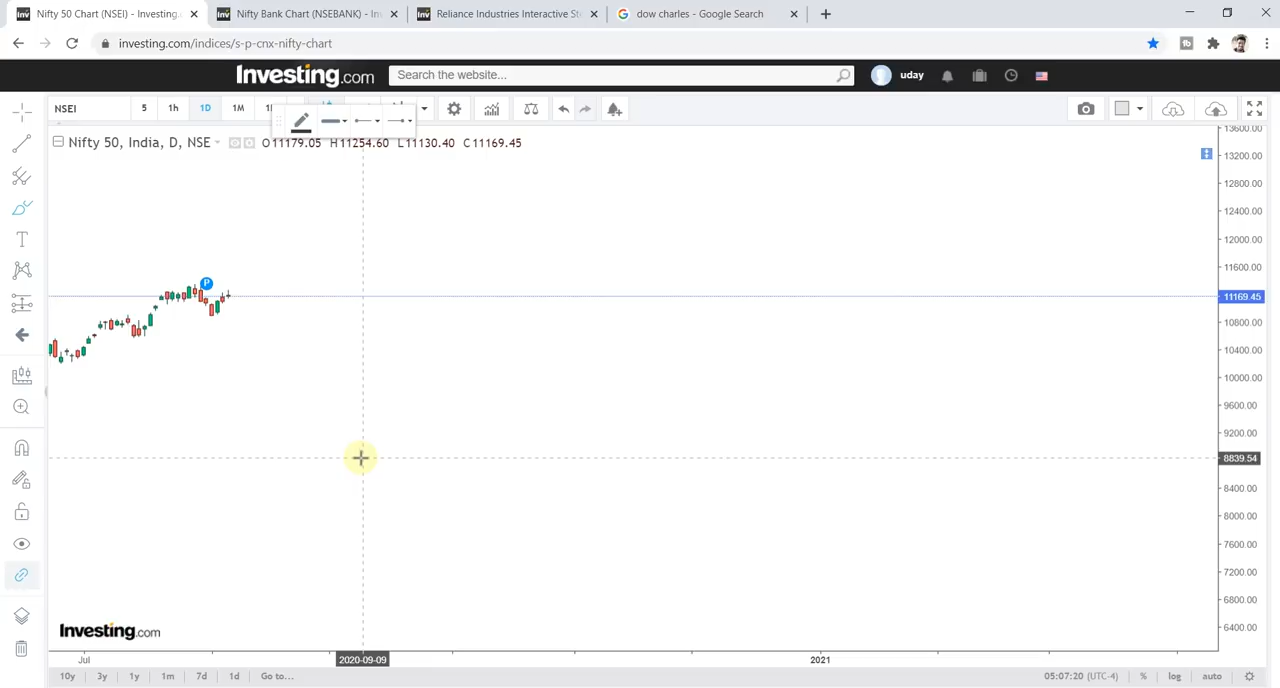 Nifty 50 Chart (NSEI) - Investing.
Nifty Bank Chart (NSEBANK) - In
Reliance Industries Interactive St
dow charles - Google Search
investing.com/indices/s-p-cnx-nifty-chart
Investing.com
Search the website...
uday
NSEI
5
1h
1D
1M
Nifty 50, India, D, NSE
O11179.05 H11254.60 L11130.40 C11169.45
13600.00
13200.00
12800.00
12400.00
12000.00
11600.00
P
11169.45
10800.00
10400.00
10000.00
9600.00
9200.00
8839.54
8400.00
8000.00
7600.00
7200.00
6800.00
6400.00
Investing.com
Jul
2020-09-09
2021
10y
3y
1y
1m
7d
1d
Go to...
05:07:20 (UTC-4)
%
log
auto